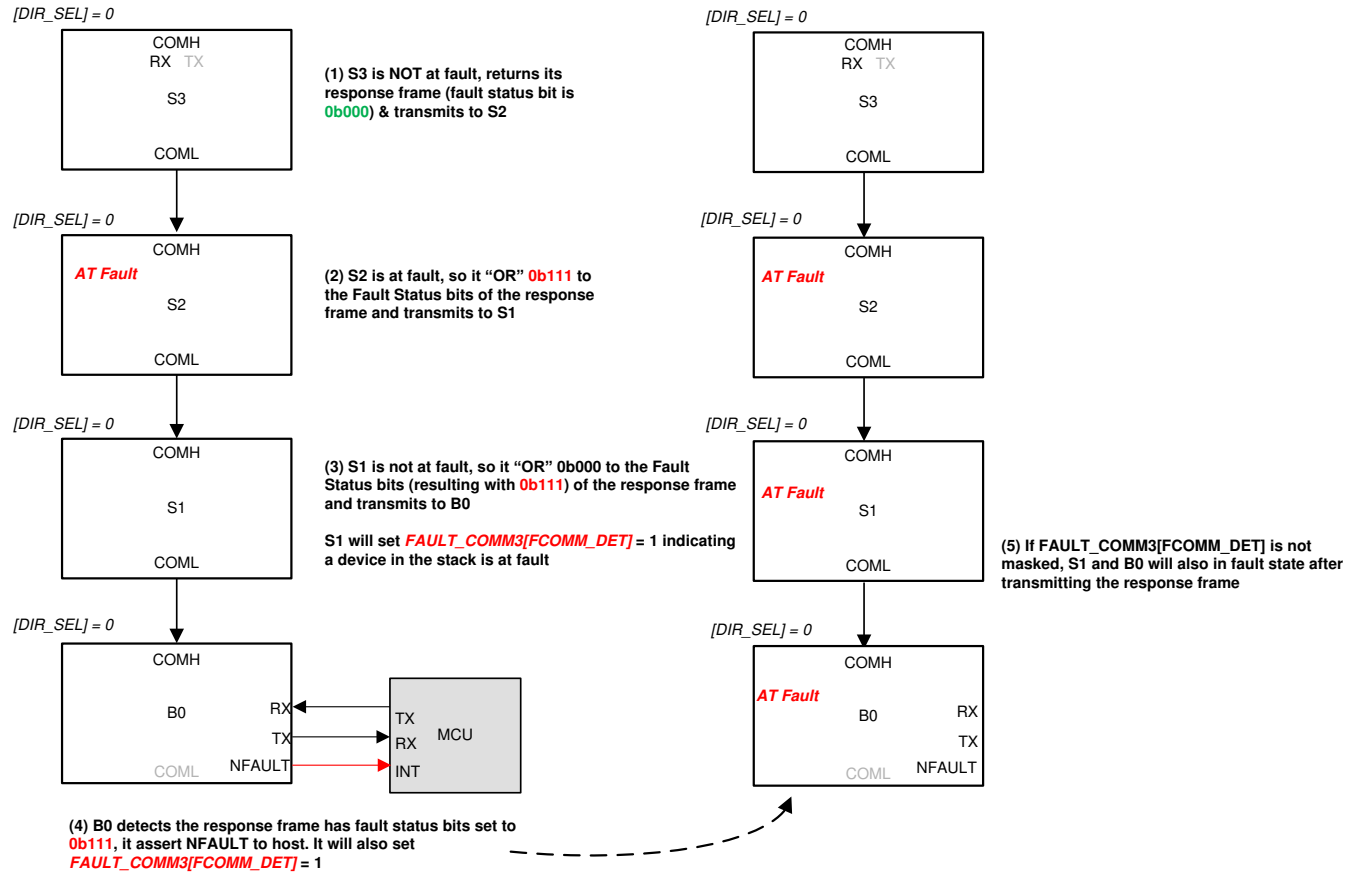 [DIR_SEL] = 0
COMH
RX TX
S3
COML
(1) S3 is NOT at fault, returns its
response frame (fault status bit is
0b000) & transmits to S2
[DIR_SEL] = 0
COMH
AT Fault
S2
COML
(2) S2 is at fault, so it “OR” 0b111 to
the Fault Status bits of the response
frame and transmits to S1
[DIR_SEL] = 0
COMH
S1
COML
(3) S1 is not at fault, so it “OR” 0b000 to the Fault
Status bits (resulting with 0b111) of the response frame
and transmits to B0
S1 will set FAULT_COMM3[FCOMM_DET] = 1 indicating
a device in the stack is at fault
[DIR_SEL] = 0
COMH
B0
RX
TX
NFAULT
COML
TX
RX
INT
MCU
(4) B0 detects the response frame has fault status bits set to
0b111, it assert NFAULT to host. It will also set
FAULT_COMM3[FCOMM_DET] = 1
[DIR_SEL] = 0
COMH
RX TX
S3
COML
[DIR_SEL] = 0
COMH
AT Fault
S2
COML
[DIR_SEL] = 0
COMH
AT Fault
S1
COML
(5) If FAULT_COMM3[FCOMM_DET] is not
masked, S1 and B0 will also in fault state after
transmitting the response frame
[DIR_SEL] = 0
COMH
AT Fault
B0
RX
TX
NFAULT
COML